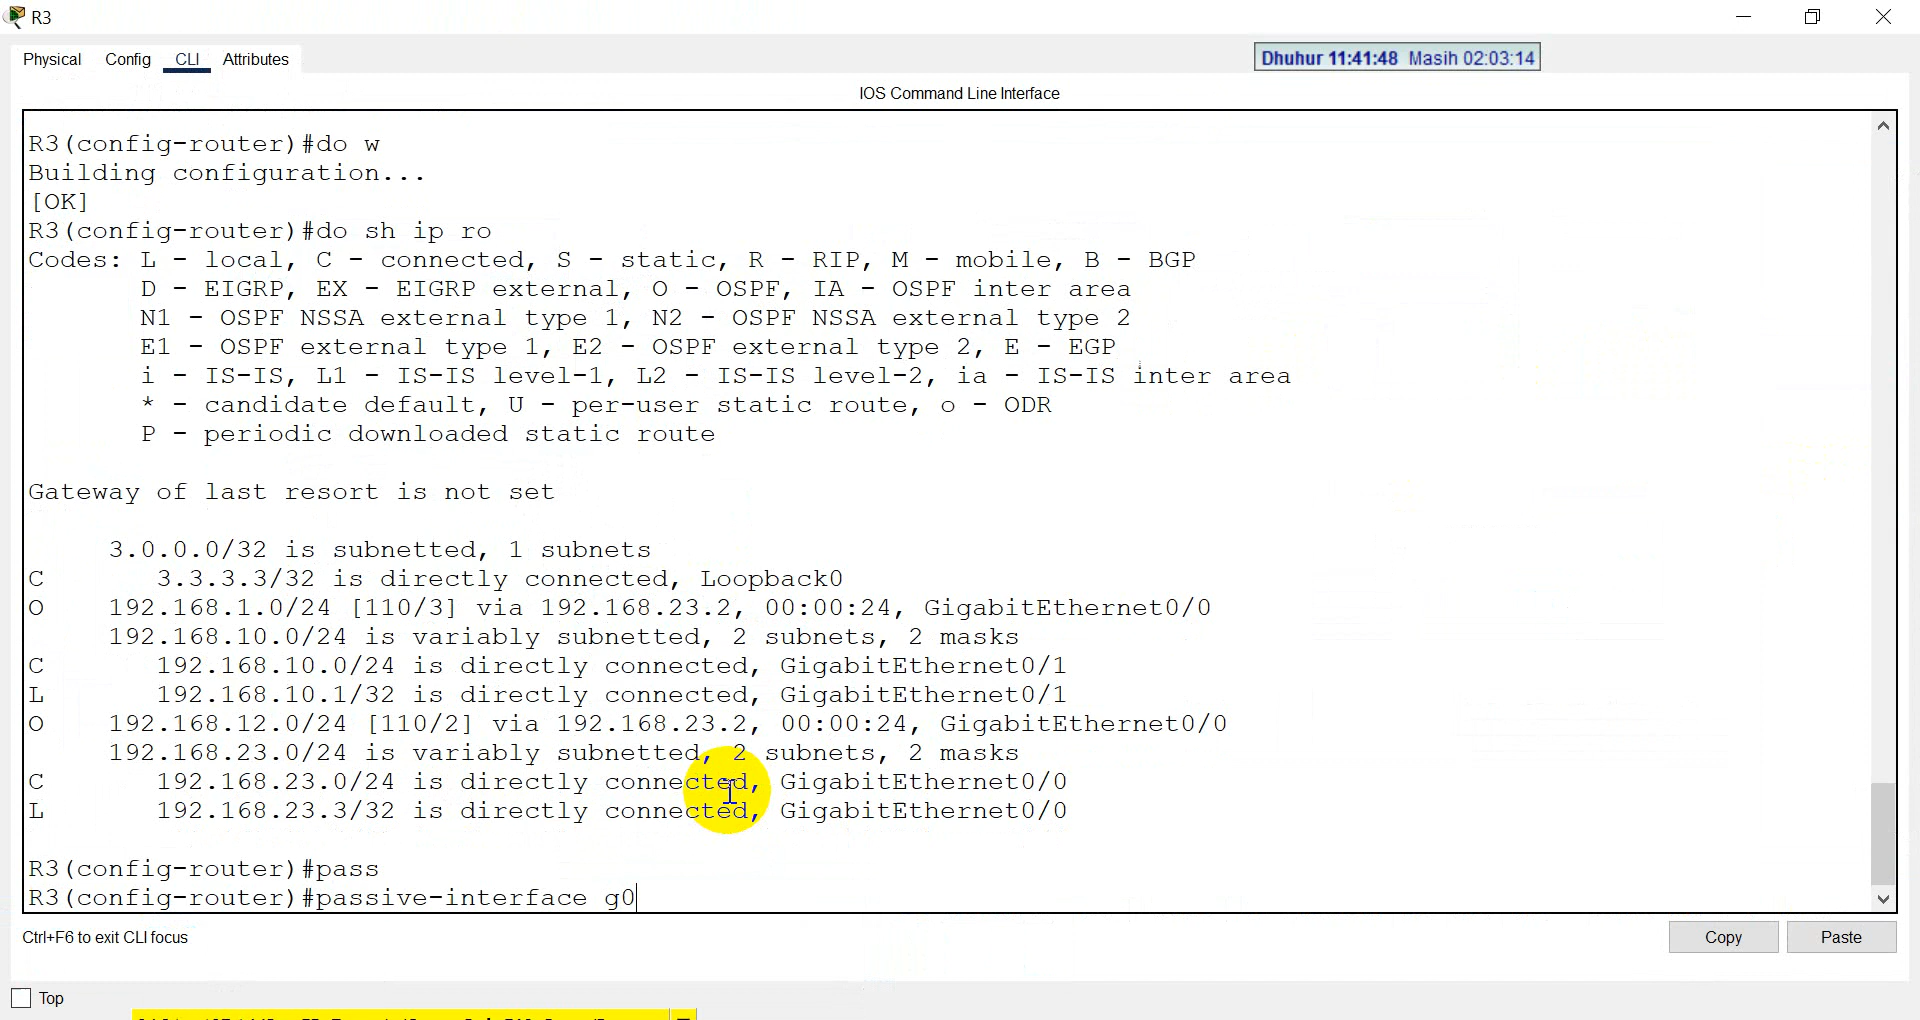 R3
Physical Config CLI Attributes
Dhuhur 11:41:48 Masih 02:03:14
IOS Command Line Interface
R3(config-router)#do w
Building configuration...
[OK]
R3(config-router)#do sh ip ro
Codes: L - local, C - connected, S - static, R - RIP, M - mobile, B - BGP
D - EIGRP, EX - EIGRP external, O - OSPF, IA - OSPF inter area
N1 - OSPF NSSA external type 1, N2 - OSPF NSSA external type 2
E1 - OSPF external type 1, E2 - OSPF external type 2, E - EGP
i - IS-IS, L1 - IS-IS level-1, L2 - IS-IS level-2, ia - IS-IS inter area
* - candidate default, U - per-user static route, o - ODR
P - periodic downloaded static route
Gateway of last resort is not set
3.0.0.0/32 is subnetted, 1 subnets
C 3.3.3.3/32 is directly connected, Loopback0
O 192.168.1.0/24 [110/3] via 192.168.23.2, 00:00:24, GigabitEthernet0/0
192.168.10.0/24 is variably subnetted, 2 subnets, 2 masks
C 192.168.10.0/24 is directly connected, GigabitEthernet0/1
L 192.168.10.1/32 is directly connected, GigabitEthernet0/1
O 192.168.12.0/24 [110/2] via 192.168.23.2, 00:00:24, GigabitEthernet0/0
192.168.23.0/24 is variably subnetted, 2 subnets, 2 masks
C 192.168.23.0/24 is directly connected, GigabitEthernet0/0
L 192.168.23.3/32 is directly connected, GigabitEthernet0/0
R3(config-router)#pass
R3(config-router)#passive-interface g0
Ctrl+F6 to exit CLI focus
Copy Paste
Top